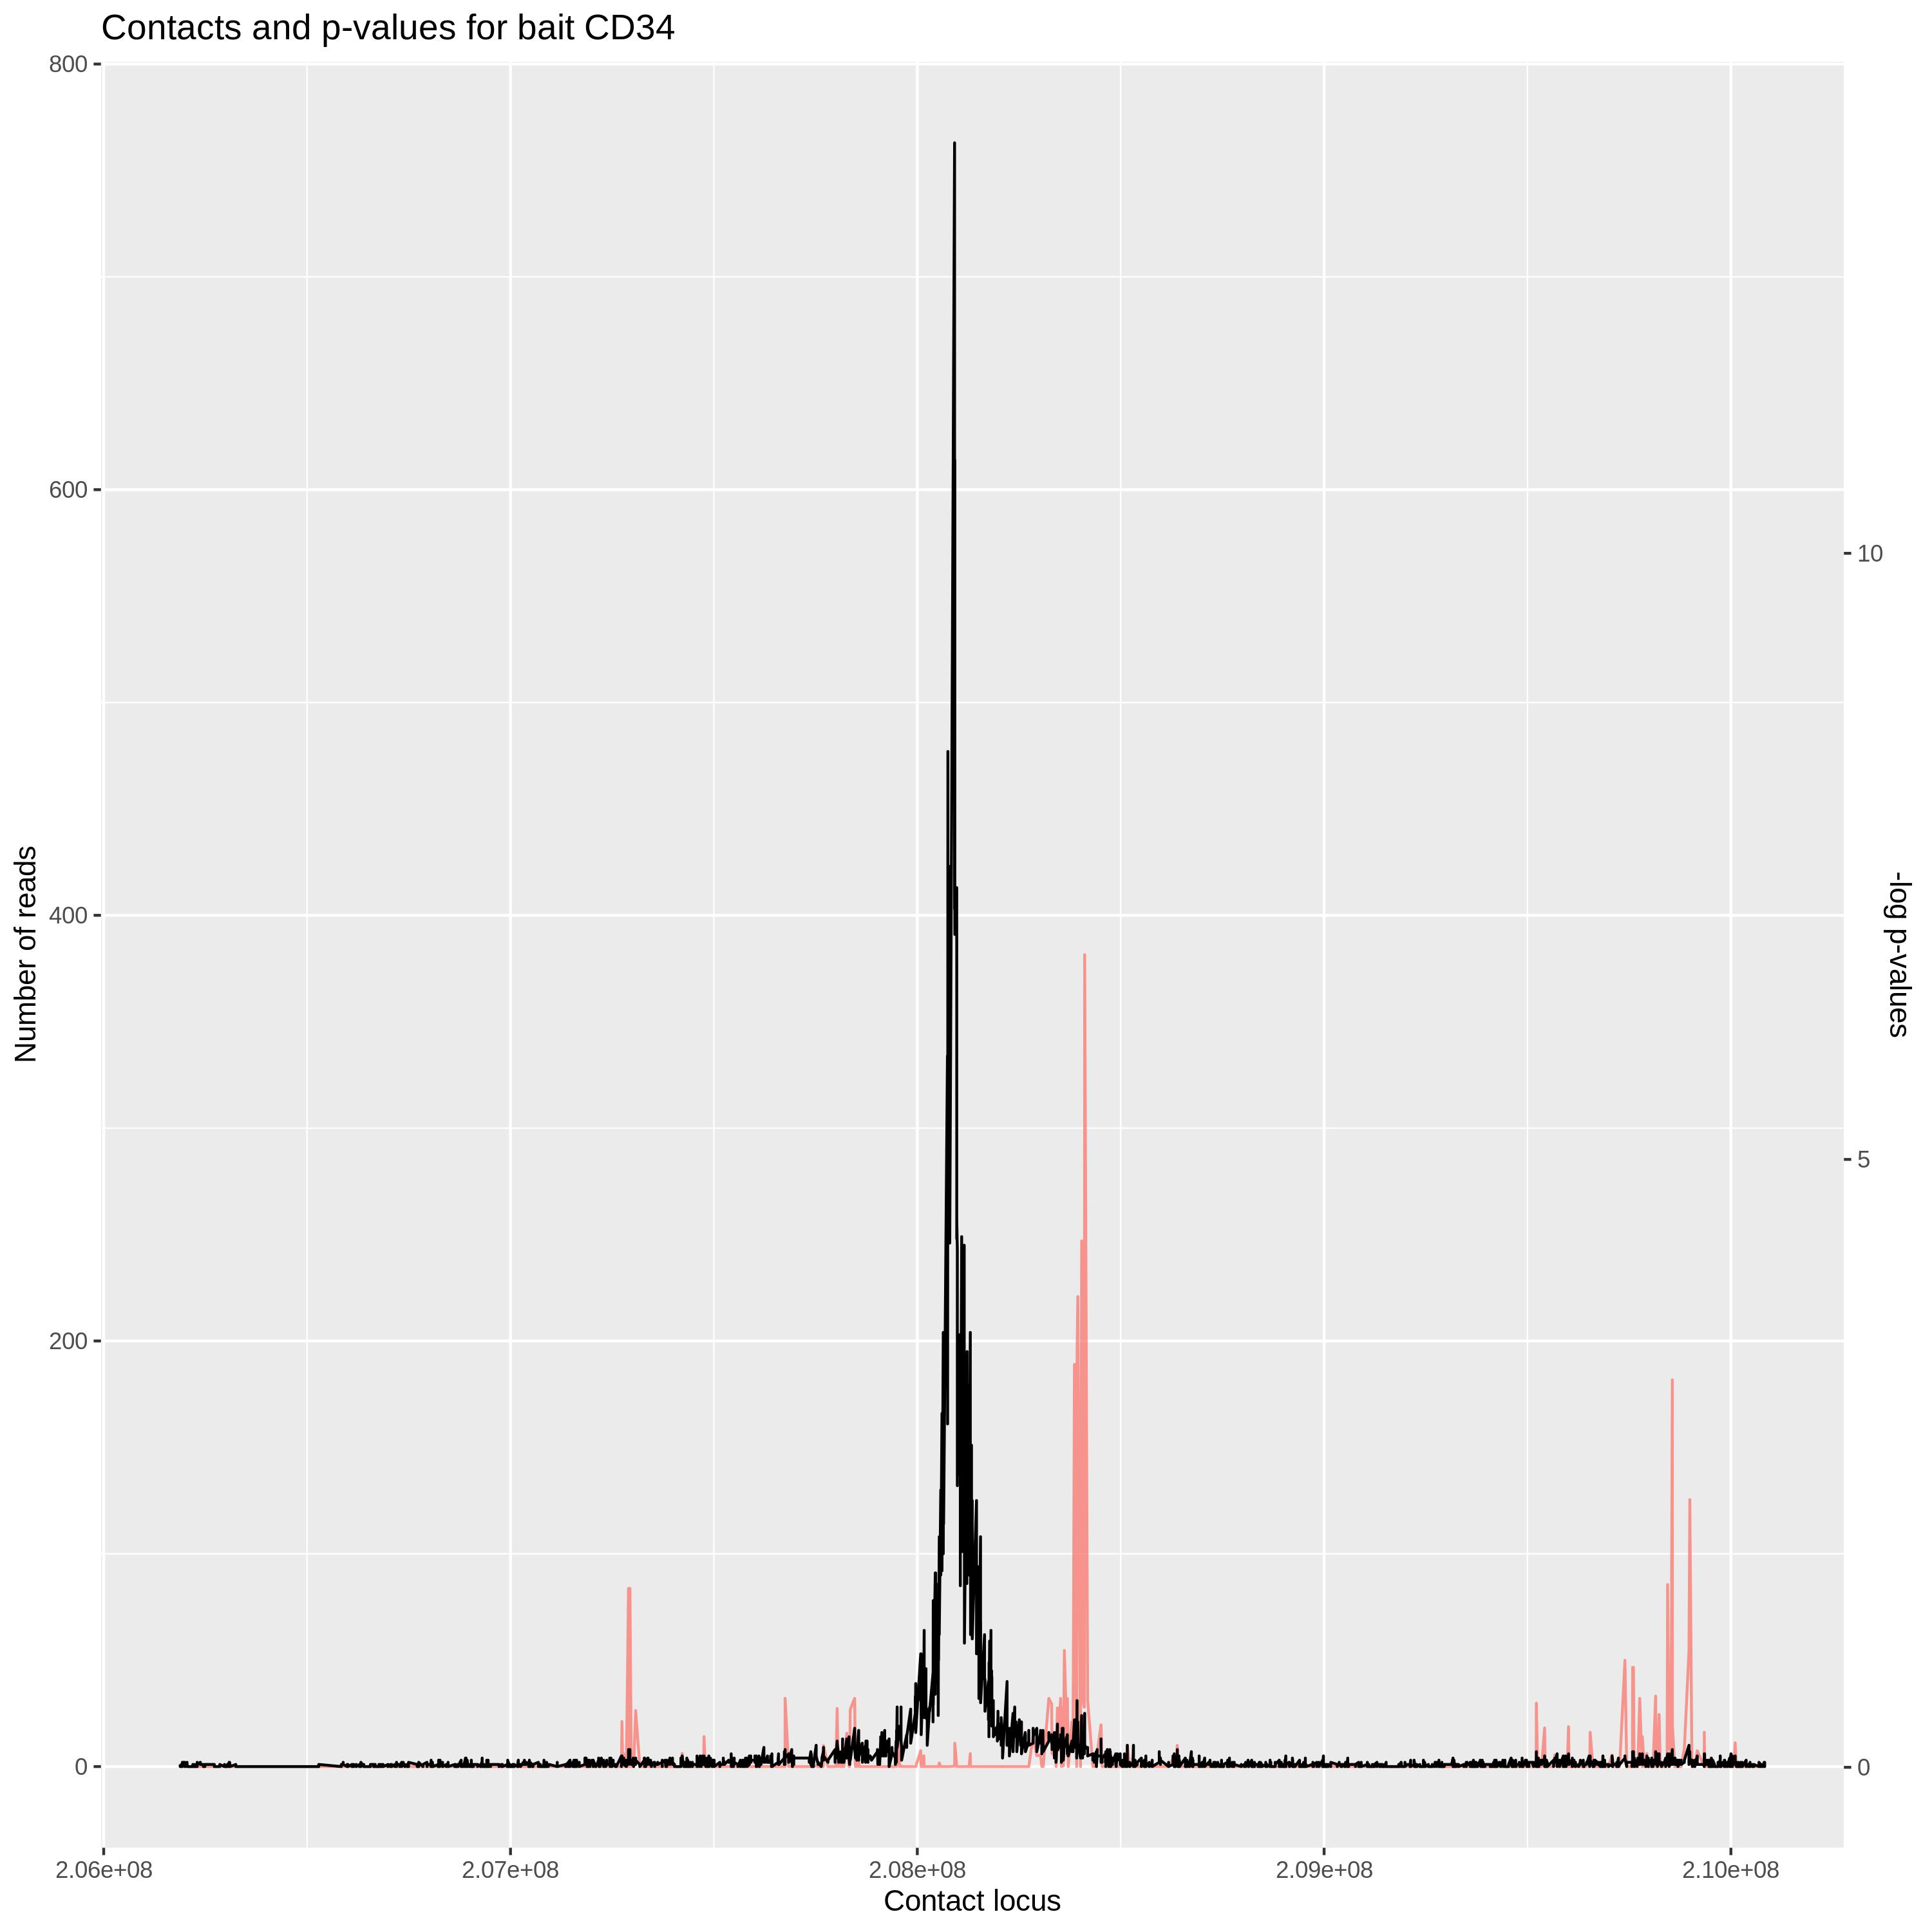 Contacts and p-values for bait CD34
800
600
400
200
0
Number of reads
10
5
0
-log p-values
2.06e+08
2.07e+08
2.08e+08
2.09e+08
2.10e+08
Contact locus